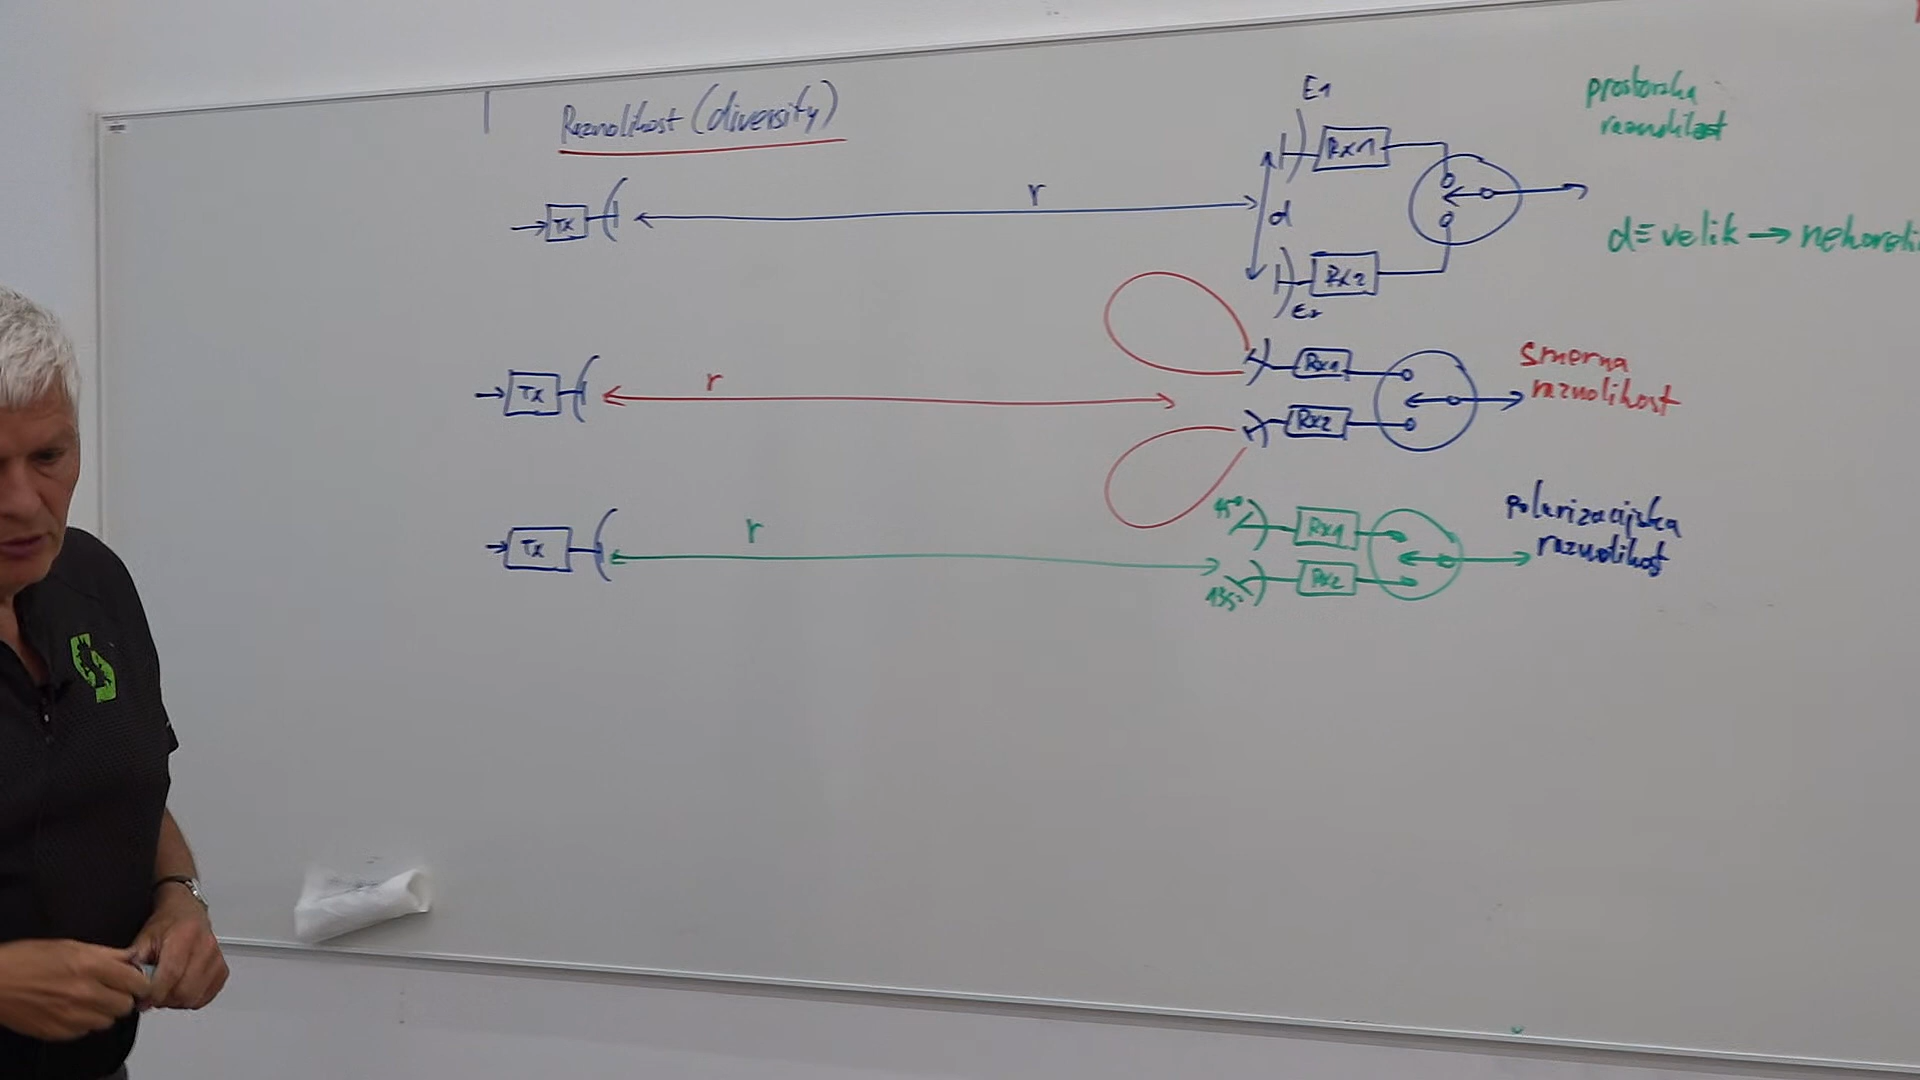 Raznolikost (diversity)
E1
prostorska
raznolikost
Rx1
r
d
TX
d ≡ velik → nekoreli
Rx2
E2
Rx1
smerna
r
raznolikost
TX
Rx2
polarizacijska
45°
Rx1
r
raznolikost
TX
Rx2
135°